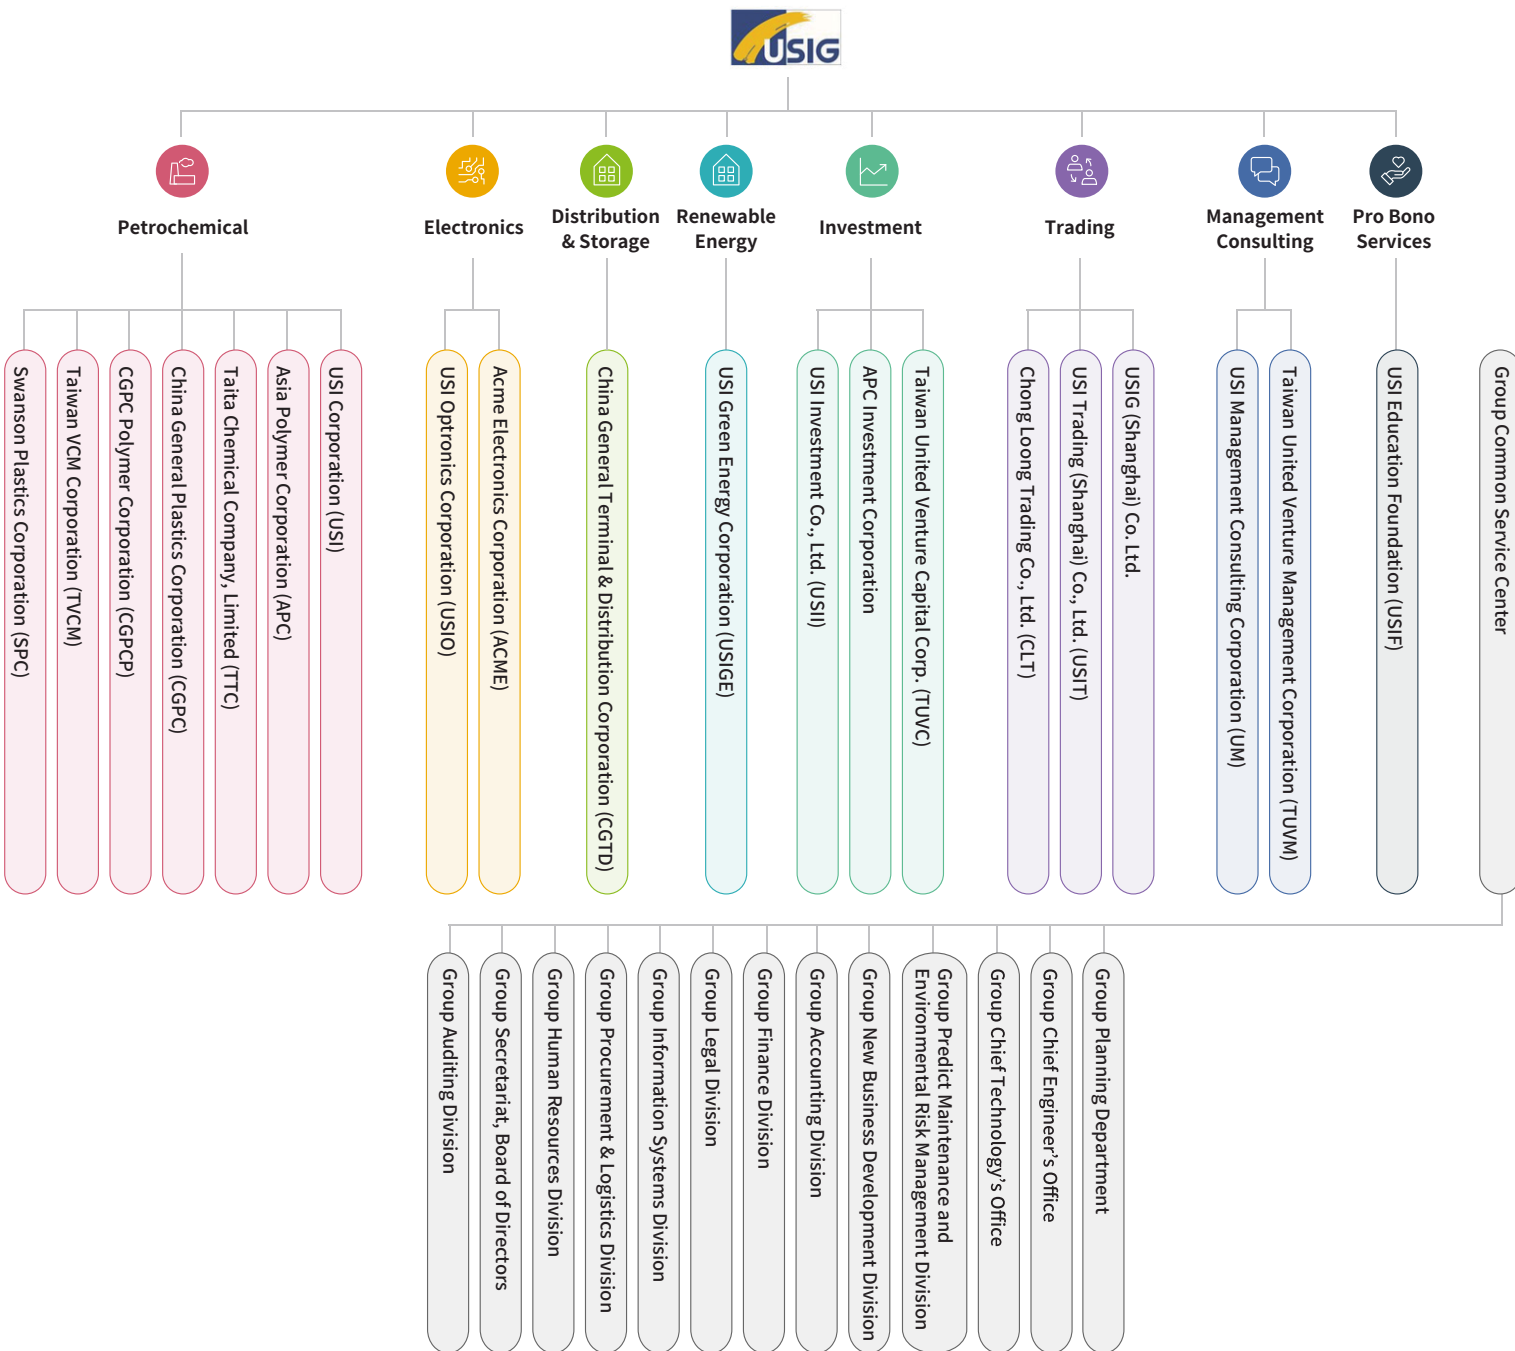 USIG
Petrochemical
Electronics
Distribution
& Storage
Renewable
Energy
Investment
Trading
Management
Consulting
Pro Bono
Services
Swanson Plastics Corporation (SPC)
Taiwan VCM Corporation (TVCM)
CGPC Polymer Corporation (CGPCP)
China General Plastics Corporation (CGPC)
Taita Chemical Company, Limited (TTC)
Asia Polymer Corporation (APC)
USI Corporation (USI)
USI Optronics Corporation (USIO)
Acme Electronics Corporation (ACME)
China General Terminal & Distribution Corporation (CGTD)
USI Green Energy Corporation (USIGE)
USI Investment Co., Ltd. (USII)
APC Investment Corporation
Taiwan United Venture Capital Corp. (TUVC)
Chong Loong Trading Co., Ltd. (CLT)
USI Trading (Shanghai) Co., Ltd. (USIT)
USIG (Shanghai) Co. Ltd.
USI Management Consulting Corporation (UM)
Taiwan United Venture Management Corporation (TUVM)
USI Education Foundation (USIF)
Group Common Service Center
Group Auditing Division
Group Secretariat, Board of Directors
Group Human Resources Division
Group Procurement & Logistics Division
Group Information Systems Division
Group Legal Division
Group Finance Division
Group Accounting Division
Group New Business Development Division
Group Predict Maintenance and
Environmental Risk Management Division
Group Chief Technology's Office
Group Chief Engineer's Office
Group Planning Department